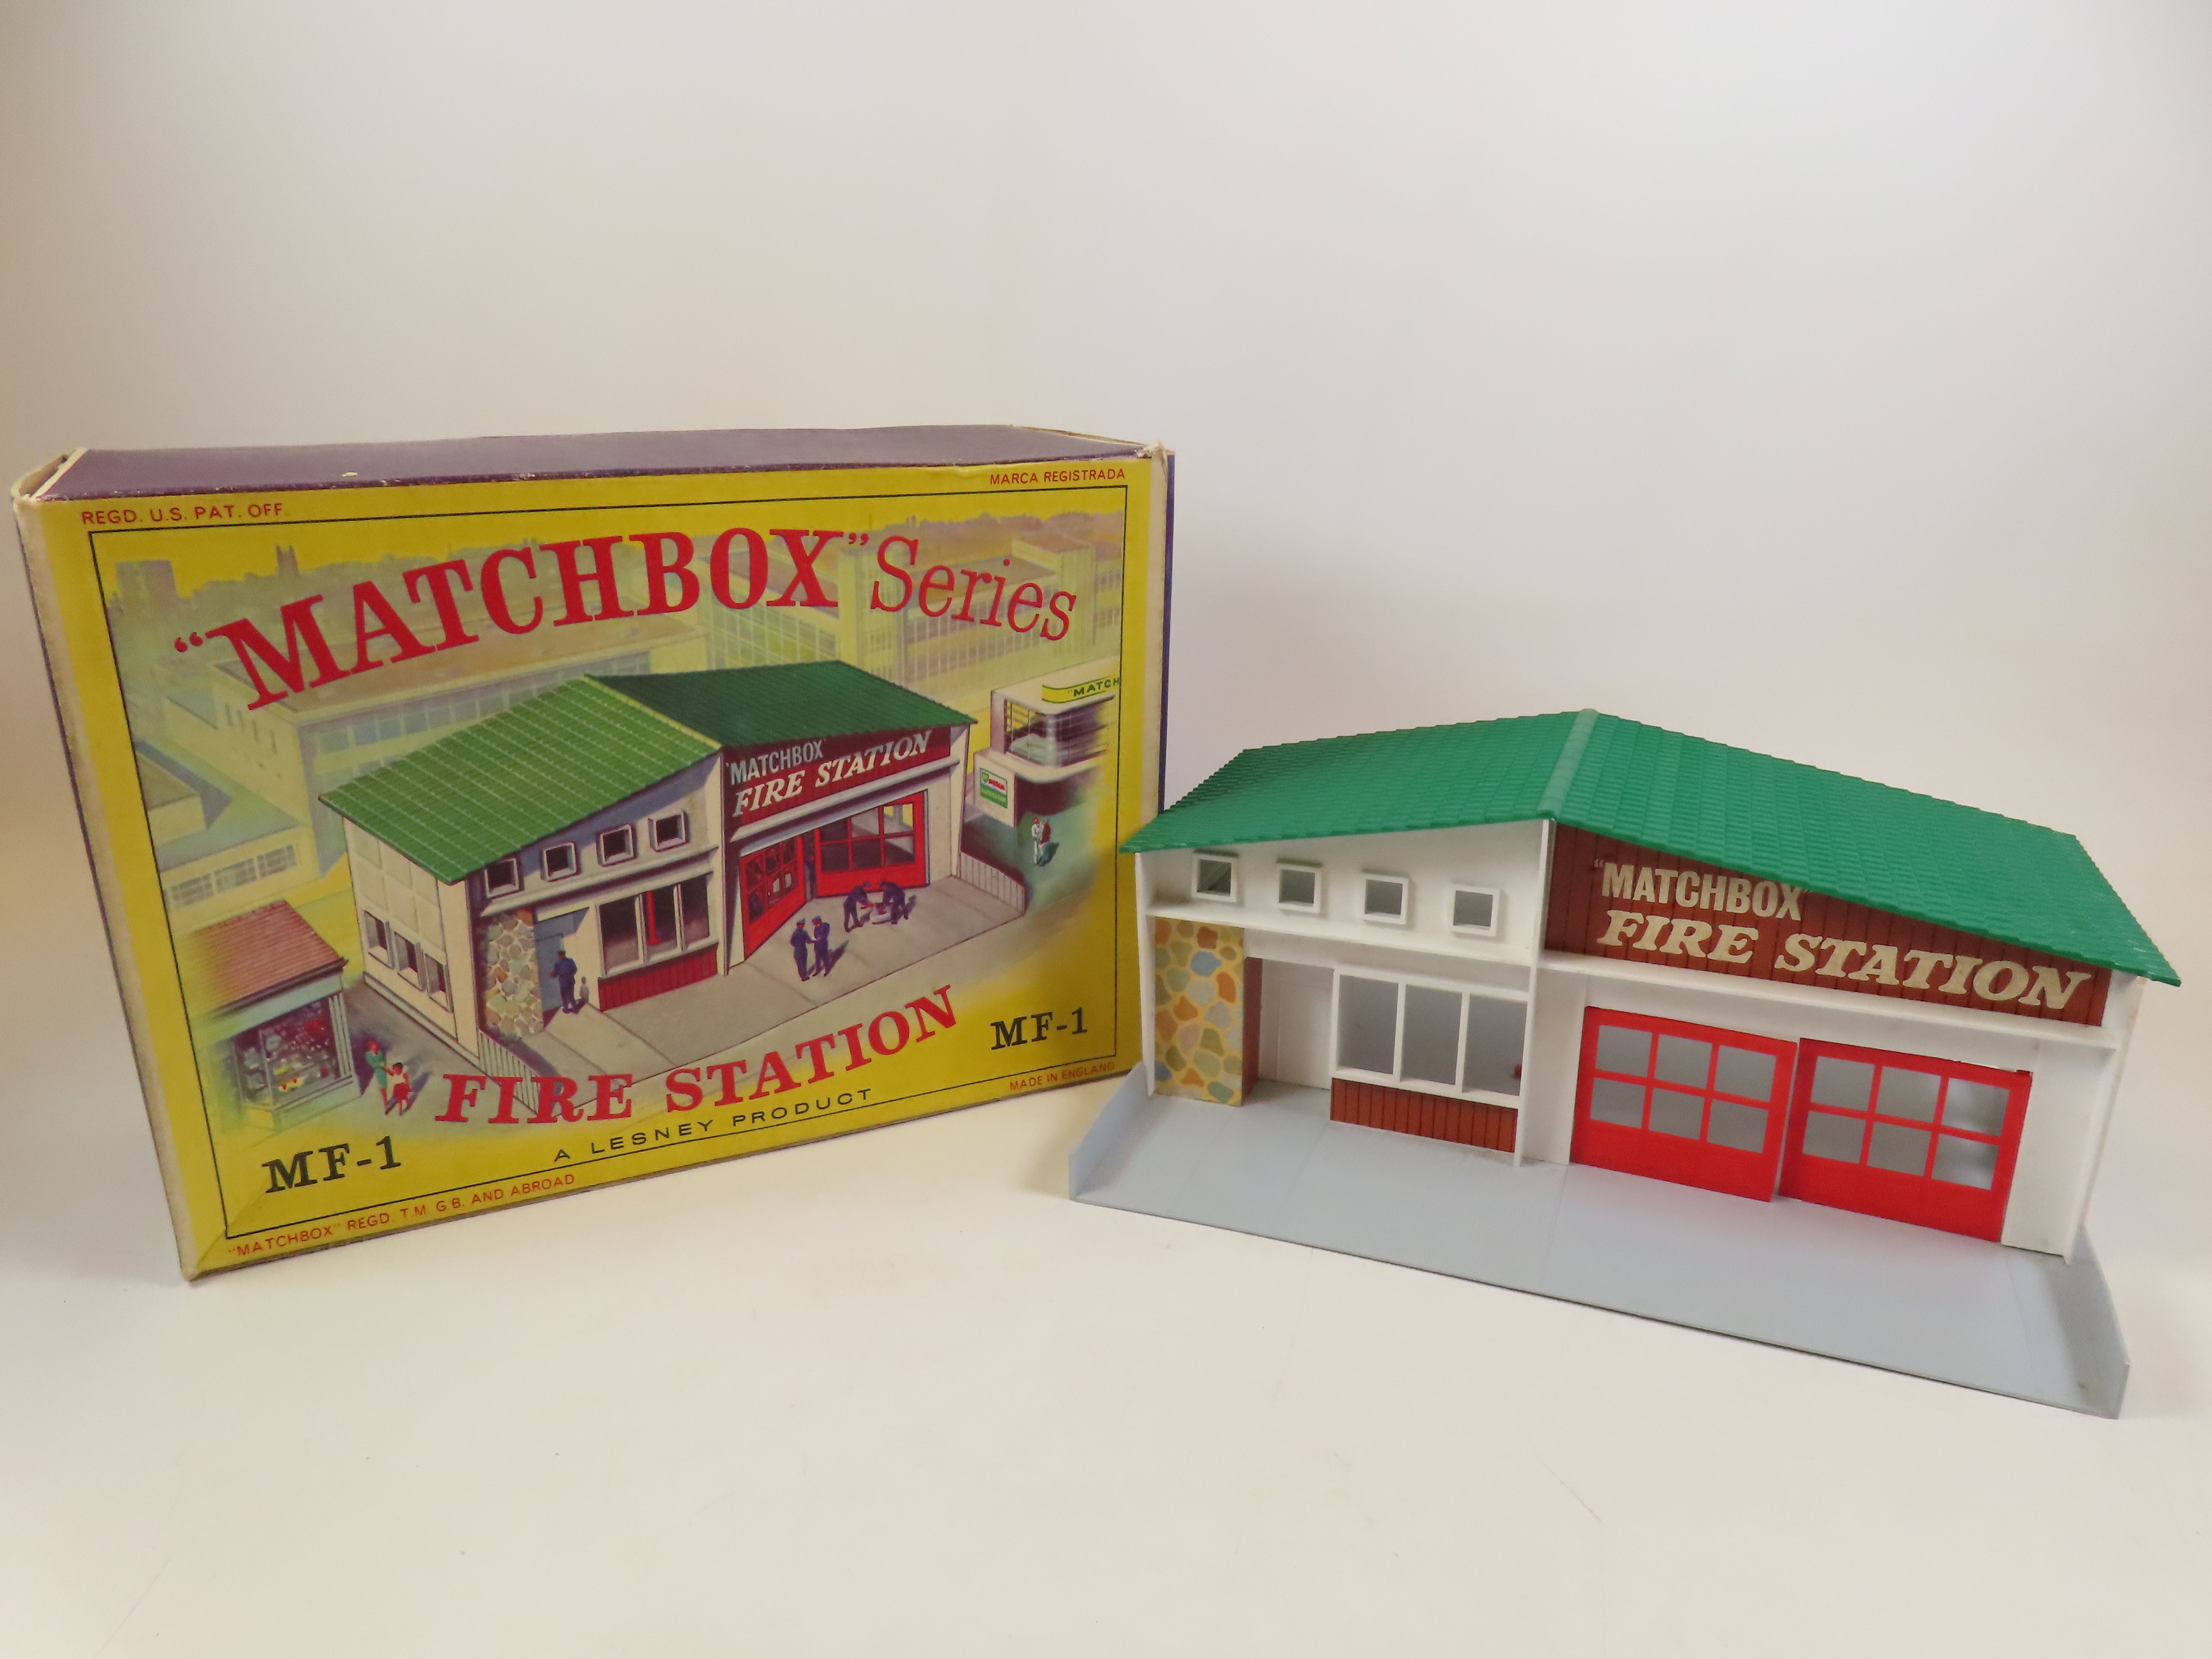 REGD. U.S. PAT. OFF.
MARCA REGISTRADA
"MATCHBOX" Series
"MATCH
"MATCHBOX"
FIRE STATION
FIRE STATION
MF-1
MF-1
A LESNEY PRODUCT
MADE IN ENGLAND
"MATCHBOX" REGD. T.M. G.B. AND ABROAD
"MATCHBOX"
FIRE STATION